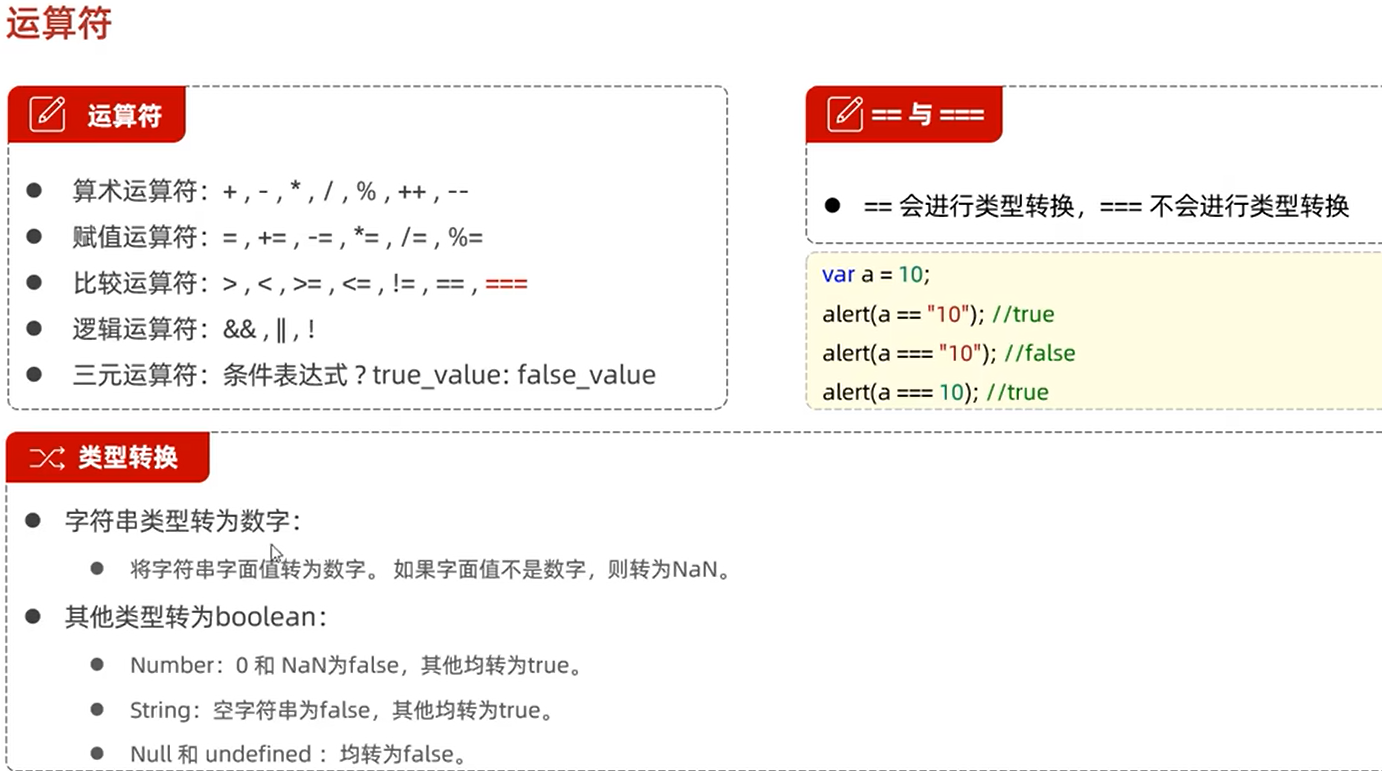 运算符
运算符
算术运算符：+ , - , * , / , % , ++ , --
赋值运算符：= , += , -= , *= , /= , %=
比较运算符：> , < , >= , <= , != , == , ===
逻辑运算符：&& , || , !
三元运算符：条件表达式 ? true_value: false_value
== 与 ===
== 会进行类型转换，=== 不会进行类型转换
var a = 10;
alert(a == "10"); //true
alert(a === "10"); //false
alert(a === 10); //true
类型转换
字符串类型转为数字：
将字符串字面值转为数字。 如果字面值不是数字，则转为NaN。
其他类型转为boolean：
Number：0 和 NaN为false，其他均转为true。
String：空字符串为false，其他均转为true。
Null 和 undefined ：均转为false。